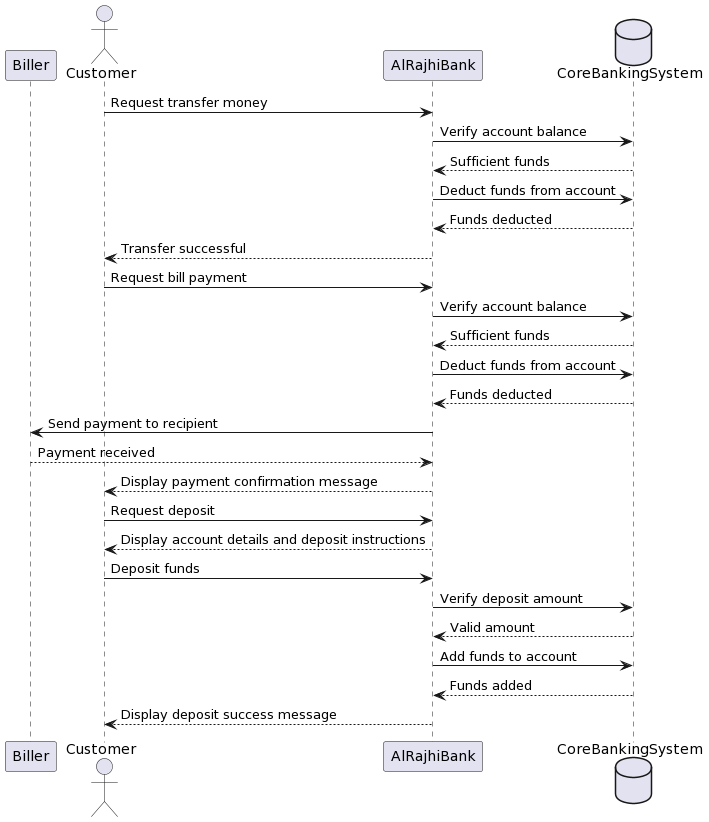 Biller
Customer
AlRajhiBank
CoreBankingSystem
Request transfer money
Verify account balance
Sufficient funds
Deduct funds from account
Funds deducted
Transfer successful
Request bill payment
Verify account balance
Sufficient funds
Deduct funds from account
Funds deducted
Send payment to recipient
Payment received
Display payment confirmation message
Request deposit
Display account details and deposit instructions
Deposit funds
Verify deposit amount
Valid amount
Add funds to account
Funds added
Display deposit success message
Biller
Customer
AlRajhiBank
CoreBankingSystem